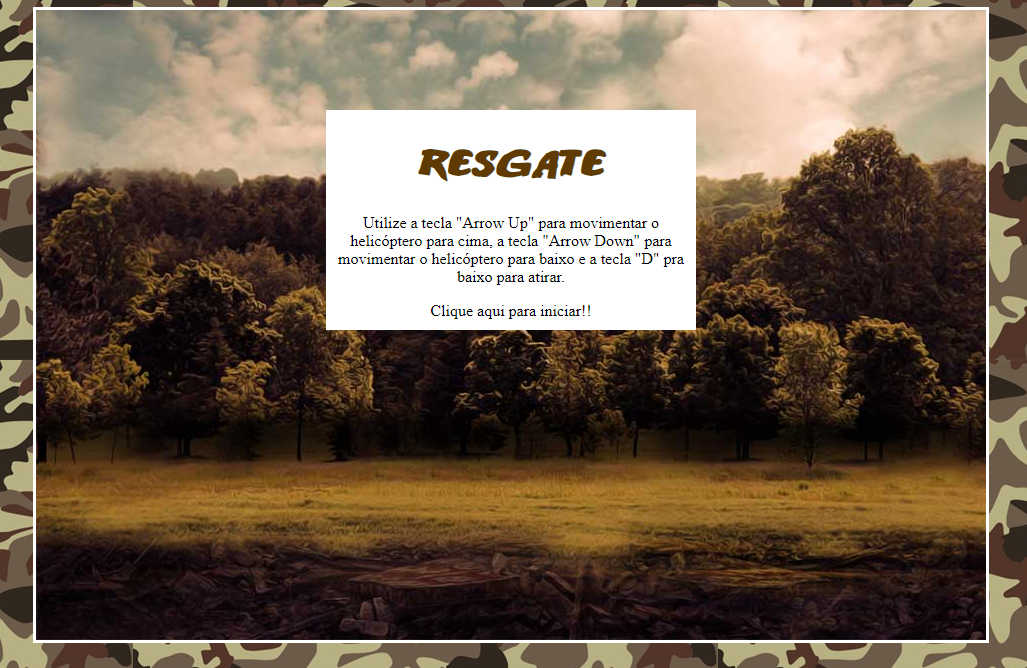 RESGATE
Utilize a tecla "Arrow Up" para movimentar o
helicóptero para cima, a tecla "Arrow Down" para
movimentar o helicóptero para baixo e a tecla "D" pra
baixo para atirar.
Clique aqui para iniciar!!